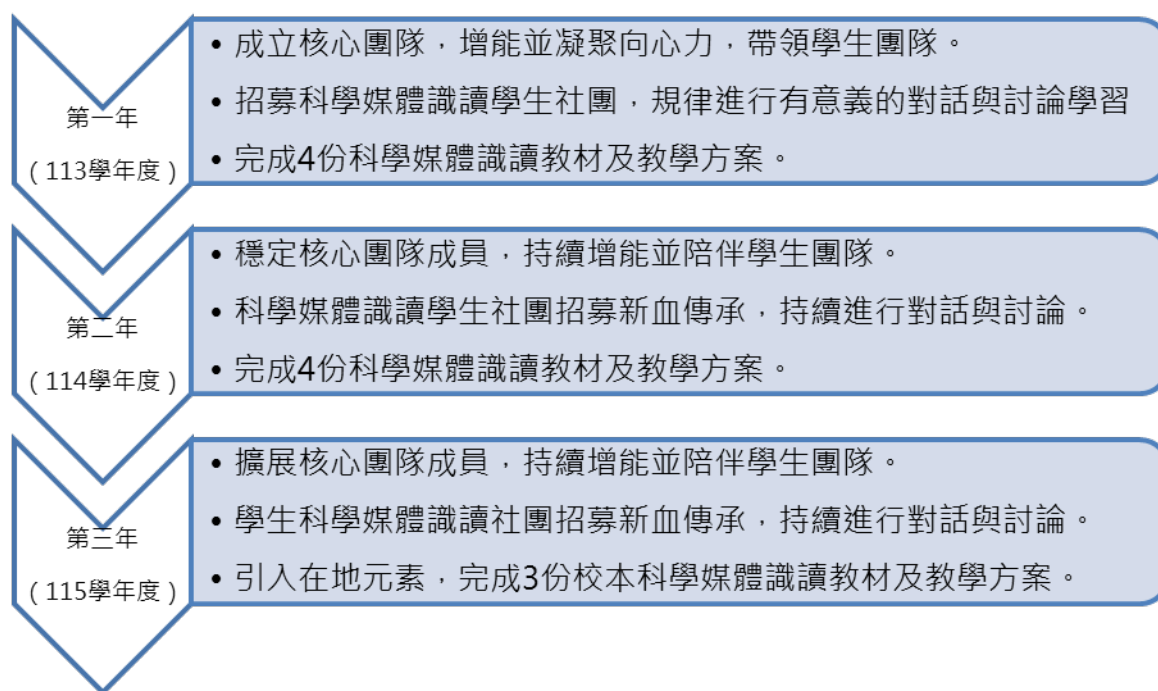 第一年
(113學年度)
• 成立核心團隊，增能並凝聚向心力，帶領學生團隊。
• 招募科學媒體識讀學生社團，規律進行有意義的對話與討論學習
• 完成4份科學媒體識讀教材及教學方案。
第二年
(114學年度)
• 穩定核心團隊成員，持續增能並陪伴學生團隊。
• 科學媒體識讀學生社團招募新血傳承，持續進行對話與討論。
• 完成4份科學媒體識讀教材及教學方案。
第三年
(115學年度)
• 擴展核心團隊成員，持續增能並陪伴學生團隊。
• 學生科學媒體識讀社團招募新血傳承，持續進行對話與討論。
• 引入在地元素，完成3份校本科學媒體識讀教材及教學方案。